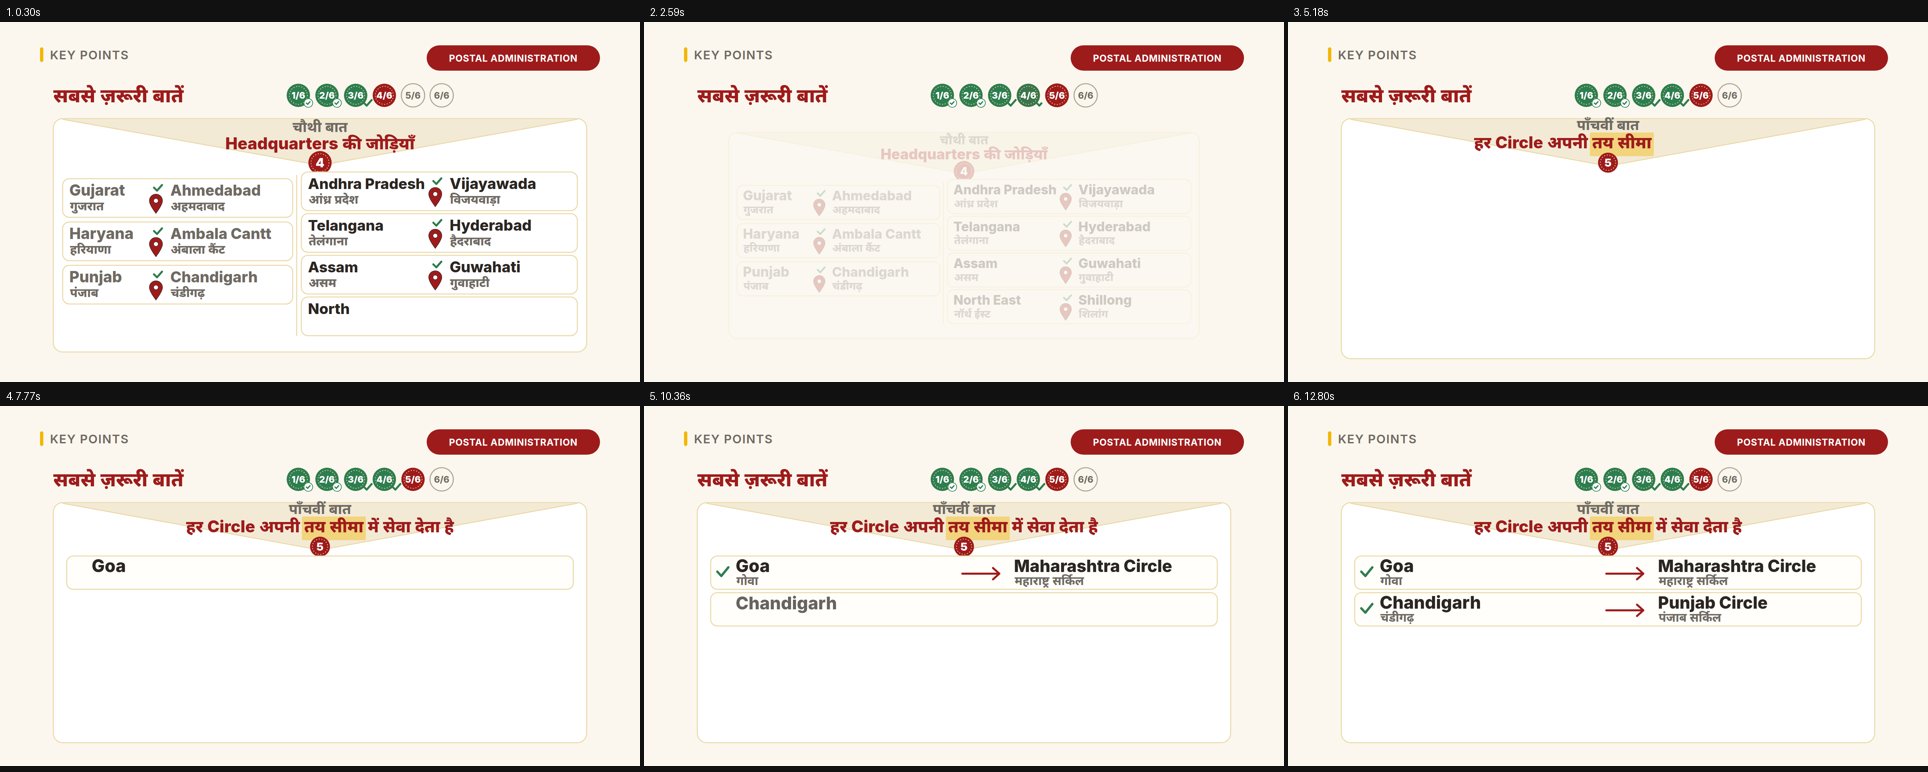 1. 0.30s
KEY POINTS
POSTAL ADMINISTRATION
सबसे ज़रूरी बातें
1/6 2/6 3/6 4/6 5/6 6/6
चौथी बात
Headquarters की जोड़ियाँ
4
Gujarat Ahmedabad
गुजरात अहमदाबाद
Haryana Ambala Cantt
हरियाणा अंबाला कैंट
Punjab Chandigarh
पंजाब चंडीगढ़
Andhra Pradesh Vijayawada
आंध्र प्रदेश विजयवाड़ा
Telangana Hyderabad
तेलंगाना हैदराबाद
Assam Guwahati
असम गुवाहाटी
North
2. 2.59s
KEY POINTS
POSTAL ADMINISTRATION
सबसे ज़रूरी बातें
1/6 2/6 3/6 4/6 5/6 6/6
चौथी बात
Headquarters की जोड़ियाँ
4
Gujarat Ahmedabad
गुजरात अहमदाबाद
Haryana Ambala Cantt
हरियाणा अंबाला कैंट
Punjab Chandigarh
पंजाब चंडीगढ़
Andhra Pradesh Vijayawada
आंध्र प्रदेश विजयवाड़ा
Telangana Hyderabad
तेलंगाना हैदराबाद
Assam Guwahati
असम गुवाहाटी
North East Shillong
नॉर्थ ईस्ट शिलांग
3. 5.18s
KEY POINTS
POSTAL ADMINISTRATION
सबसे ज़रूरी बातें
1/6 2/6 3/6 4/6 5/6 6/6
पाँचवीं बात
हर Circle अपनी तय सीमा
5
4. 7.77s
KEY POINTS
POSTAL ADMINISTRATION
सबसे ज़रूरी बातें
1/6 2/6 3/6 4/6 5/6 6/6
पाँचवीं बात
हर Circle अपनी तय सीमा में सेवा देता है
5
Goa
5. 10.36s
KEY POINTS
POSTAL ADMINISTRATION
सबसे ज़रूरी बातें
1/6 2/6 3/6 4/6 5/6 6/6
पाँचवीं बात
हर Circle अपनी तय सीमा में सेवा देता है
5
Goa Maharashtra Circle
गोवा महाराष्ट्र सर्किल
Chandigarh
6. 12.80s
KEY POINTS
POSTAL ADMINISTRATION
सबसे ज़रूरी बातें
1/6 2/6 3/6 4/6 5/6 6/6
पाँचवीं बात
हर Circle अपनी तय सीमा में सेवा देता है
5
Goa Maharashtra Circle
गोवा महाराष्ट्र सर्किल
Chandigarh Punjab Circle
चंडीगढ़ पंजाब सर्किल